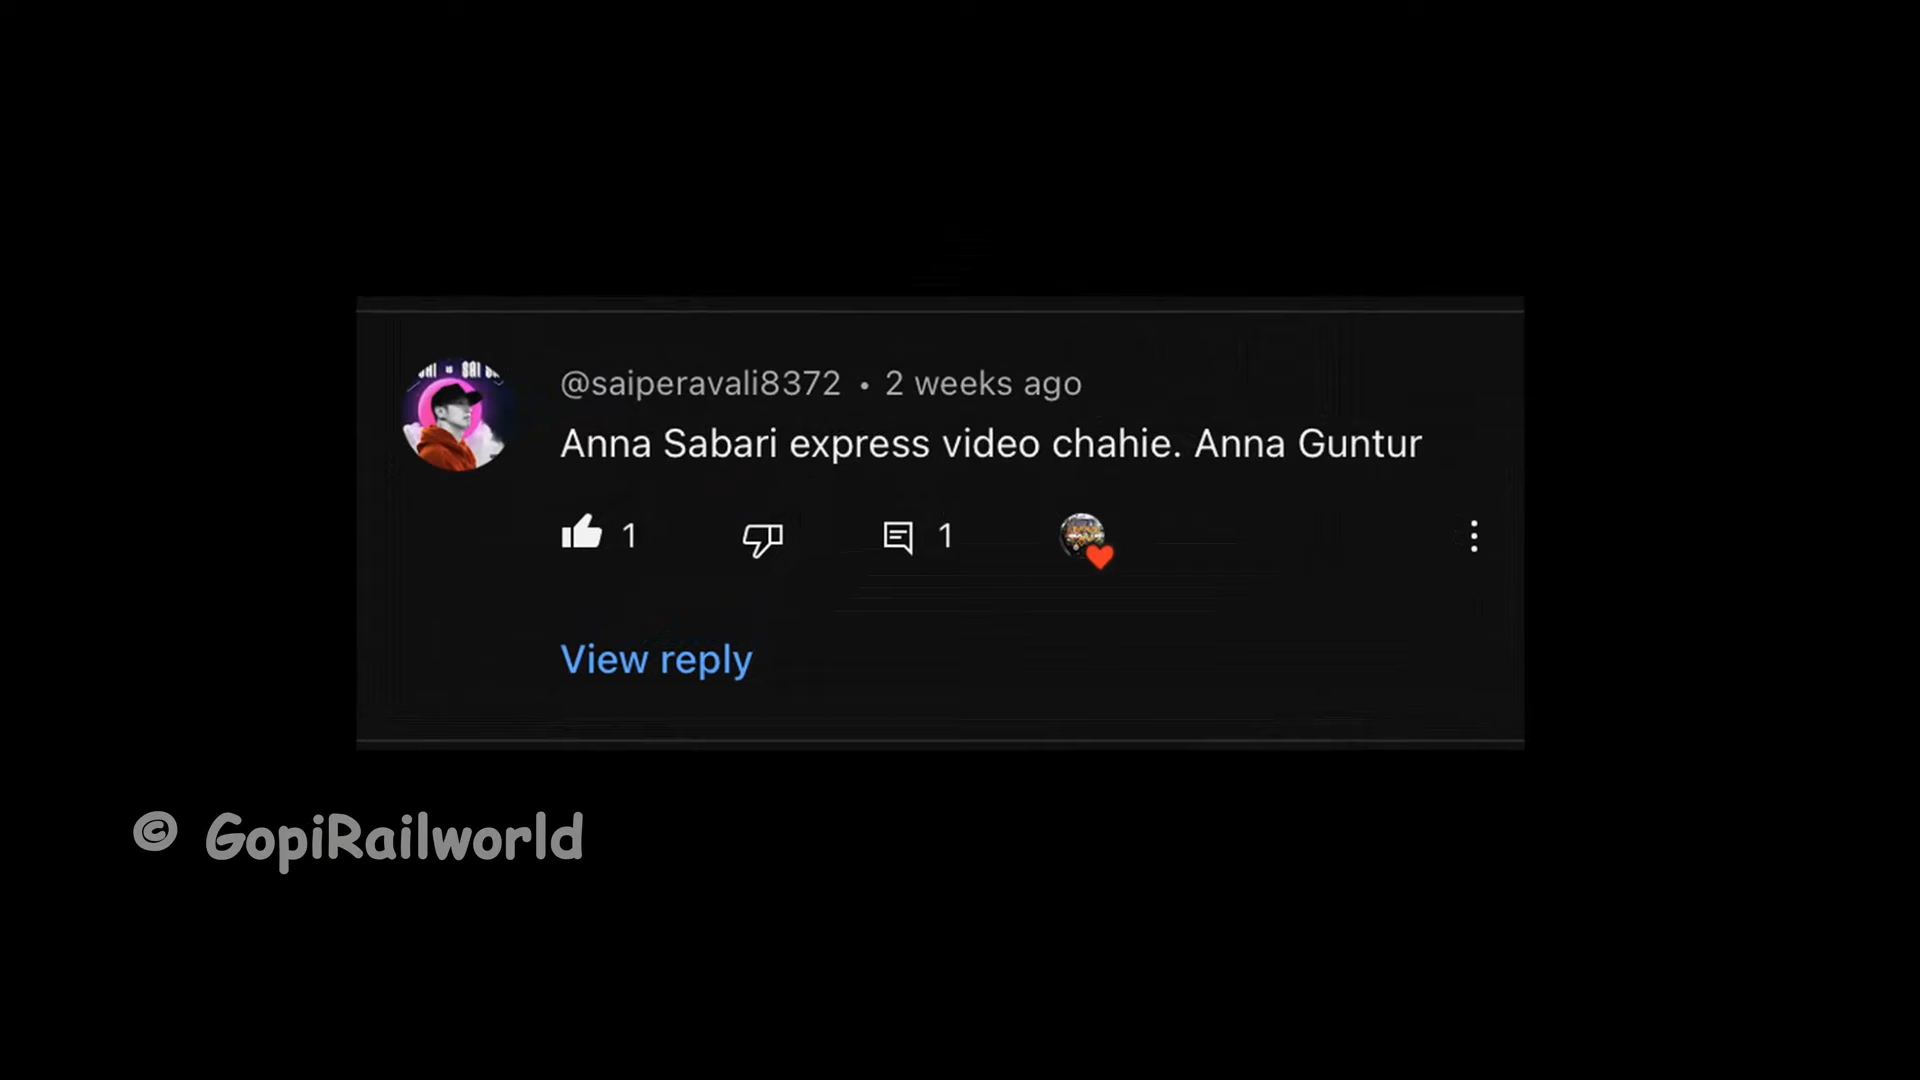 @saiperavali8372 • 2 weeks ago
Anna Sabari express video chahie. Anna Guntur
1 1
View reply
© GopiRailworld